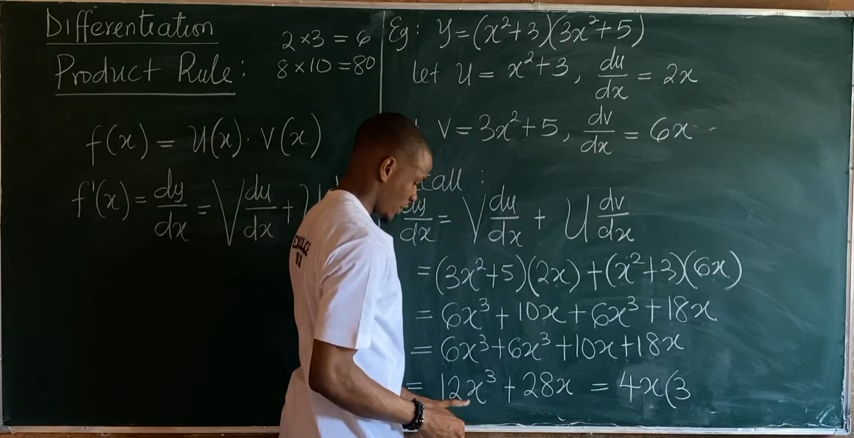 Differentiation
Product Rule:
2 × 3 = 6
8 × 10 = 80
f(x) = U(x) · V(x)
f'(x) = dy/dx = V du/dx +
Eg: y = (x²+3)(3x²+5)
let u = x²+3, du/dx = 2x
V = 3x²+5, dv/dx = 6x
call :
dy/dx = V du/dx + U dv/dx
= (3x²+5)(2x) + (x²+3)(6x)
= 6x³ + 10x + 6x³ + 18x
= 6x³ + 6x³ + 10x + 18x
= 12x³ + 28x = 4x(3